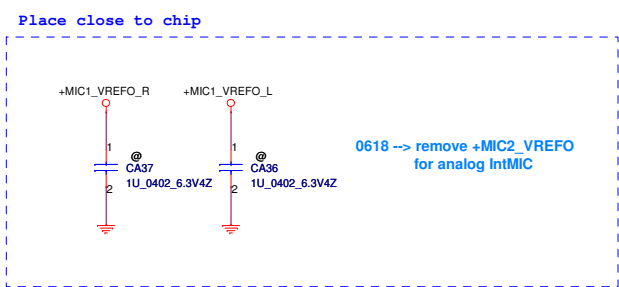 Place close to chip
+MIC1_VREFO_R
+MIC1_VREFO_L
1
@
CA37
1U_0402_6.3V4Z
2
1
@
CA36
1U_0402_6.3V4Z
2
0618 --> remove +MIC2_VREFO
for analog IntMIC